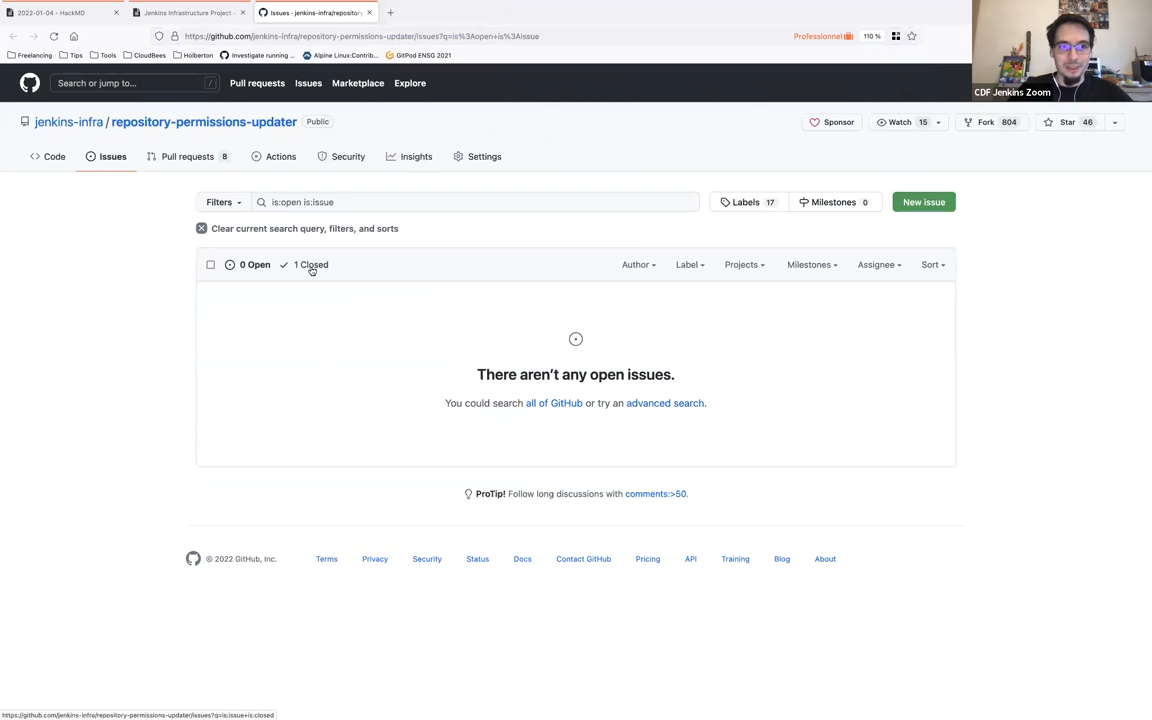 2022-01-04 - HackMD
Jenkins Infrastructure Project -
Issues - jenkins-infra/repository-
https://github.com/jenkins-infra/repository-permissions-updater/issues?q=is%3Aopen+is%3Aissue
Professionnel
110 %
Freelancing
Tips
Tools
CloudBees
Holberton
Investigate running ...
Alpine Linux:Contrib...
GitPod ENSG 2021
CDF Jenkins Zoom
Search or jump to...
/
Pull requests
Issues
Marketplace
Explore
jenkins-infra / repository-permissions-updater
Public
Sponsor
Watch 15
Fork 804
Star 46
Code
Issues
Pull requests 8
Actions
Security
Insights
Settings
Filters
is:open is:issue
Labels 17
Milestones 0
New issue
Clear current search query, filters, and sorts
0 Open
1 Closed
Author
Label
Projects
Milestones
Assignee
Sort
There aren’t any open issues.
You could search all of GitHub or try an advanced search.
ProTip! Follow long discussions with comments:>50.
© 2022 GitHub, Inc.
Terms
Privacy
Security
Status
Docs
Contact GitHub
Pricing
API
Training
Blog
About
https://github.com/jenkins-infra/repository-permissions-updater/issues?q=is:issue+is:closed